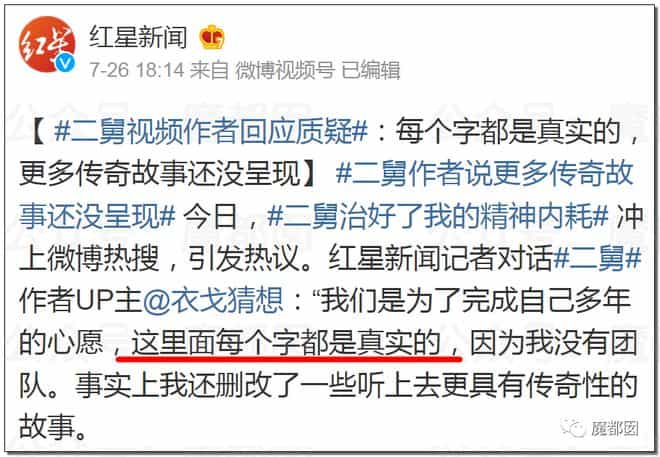 红星
红星新闻
7-26 18:14 来自 微博视频号 已编辑
【 #二舅视频作者回应质疑#：每个字都是真实的，
更多传奇故事还没呈现】 #二舅作者说更多传奇故
事还没呈现# 今日，#二舅治好了我的精神内耗# 冲
上微博热搜，引发热议。红星新闻记者对话#二舅#
作者UP主@衣戈猜想：“我们是为了完成自己多年
的心愿，这里面每个字都是真实的，因为我没有团
队。事实上我还删改了一些听上去更具有传奇性的
故事。
魔都囡